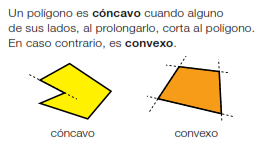 Un polígono es cóncavo cuando alguno
de sus lados, al prolongarlo, corta al polígono.
En caso contrario, es convexo.
cóncavo
convexo